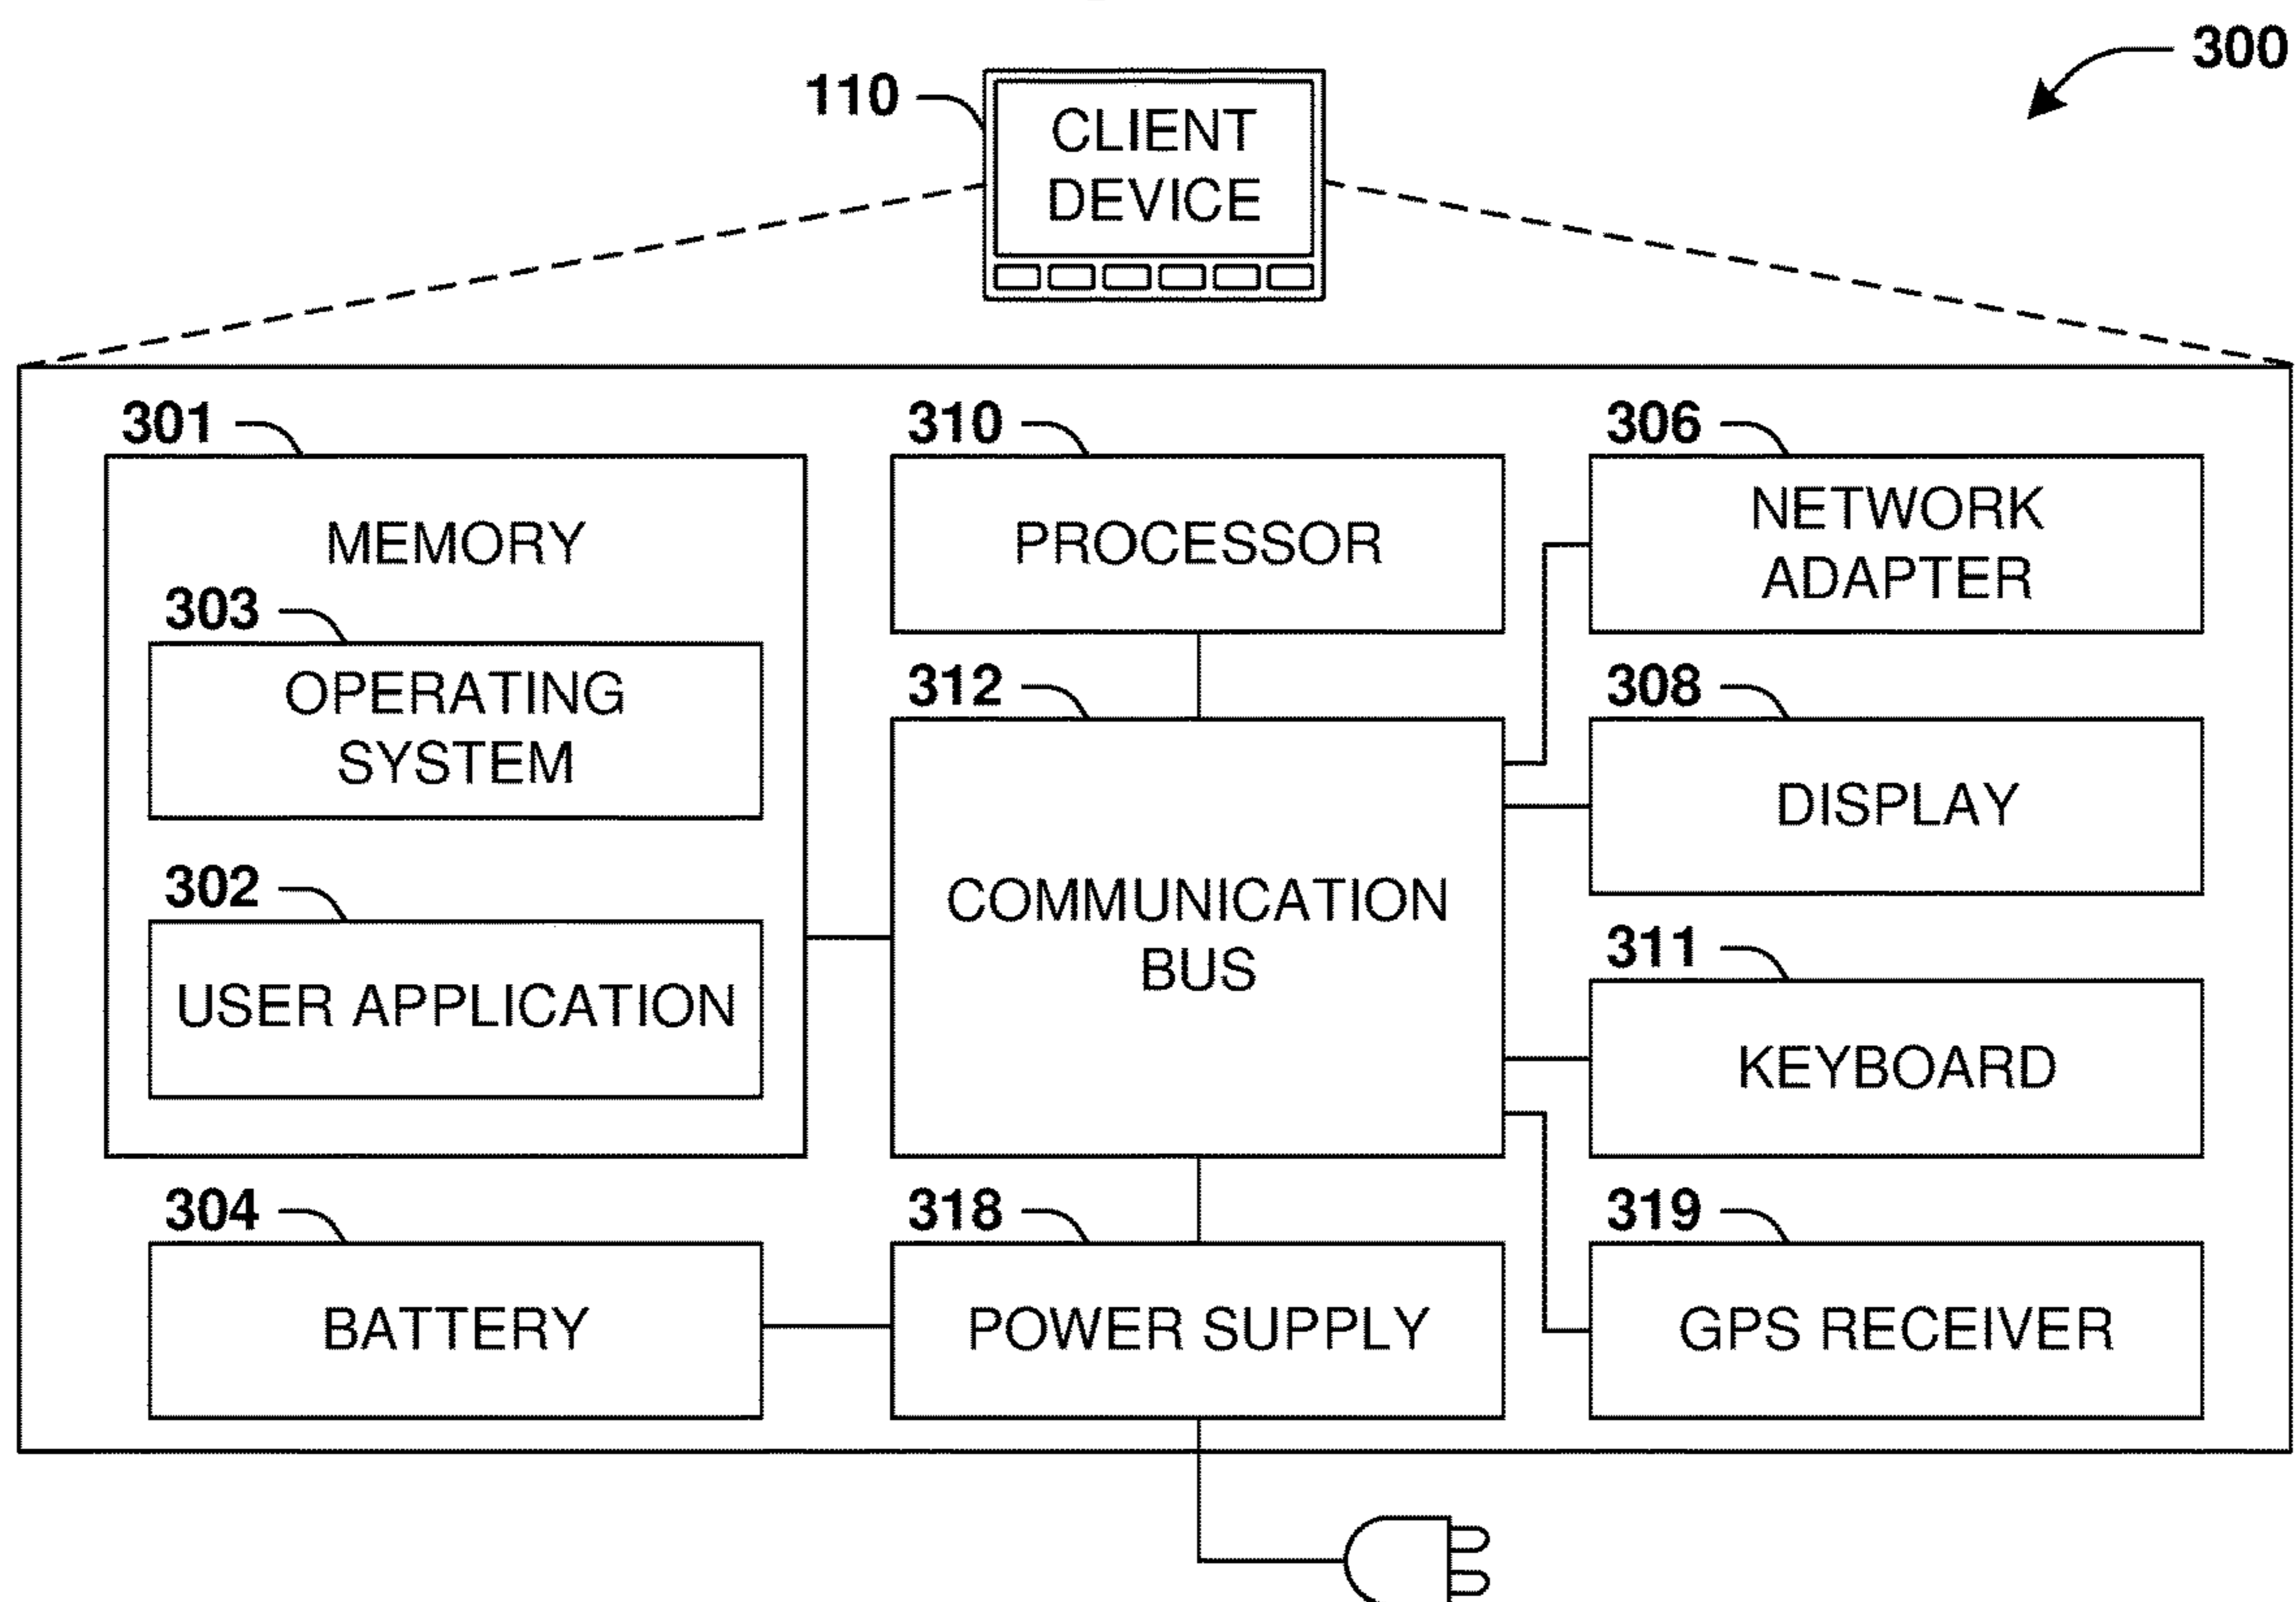 300
110
CLIENT
DEVICE
301
310
306
MEMORY
PROCESSOR
NETWORK
ADAPTER
303
OPERATING
SYSTEM
312
308
COMMUNICATION
BUS
DISPLAY
302
USER APPLICATION
311
KEYBOARD
304
318
319
BATTERY
POWER SUPPLY
GPS RECEIVER